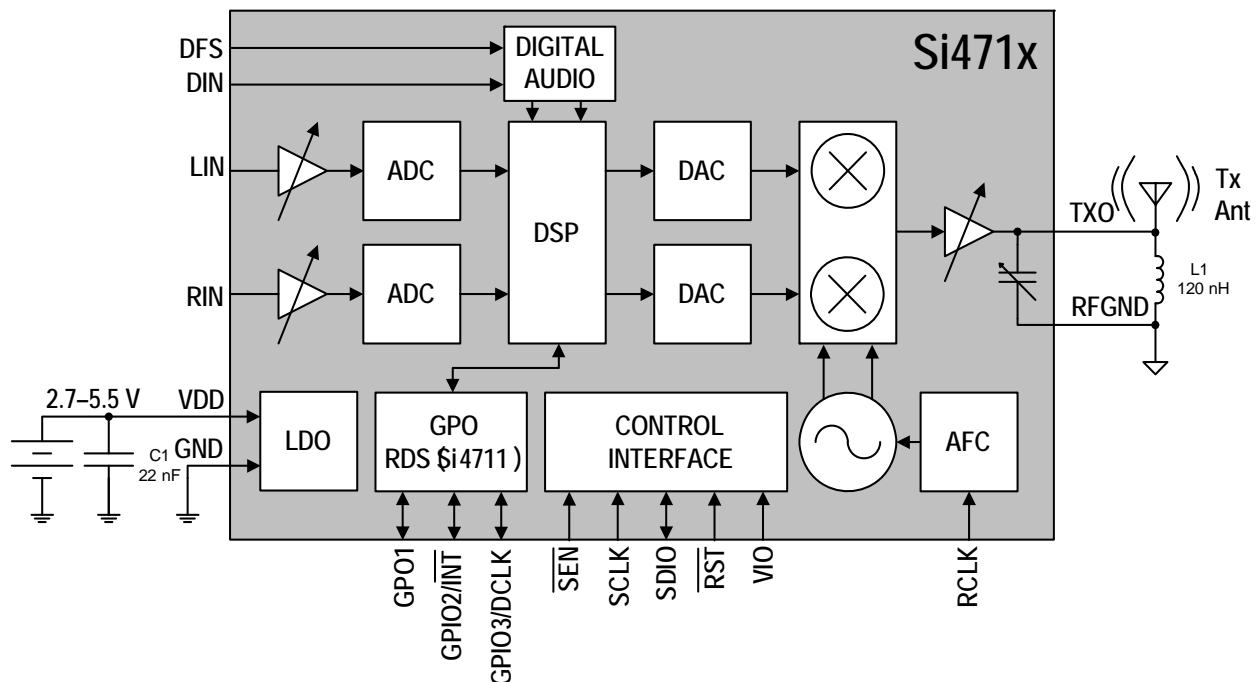 DFS
DIN
DIGITAL
AUDIO
Si471x
LIN
ADC
DSP
DAC
TXO
Tx
Ant
RIN
ADC
DAC
L1
120 nH
RFGND
2.7–5.5 V
VDD
GND
C1
22 nF
LDO
GPO
RDS (Si4711)
CONTROL
INTERFACE
AFC
GPO1
GPIO2/INT
GPIO3/DCLK
SEN
SCLK
SDIO
RST
VIO
RCLK